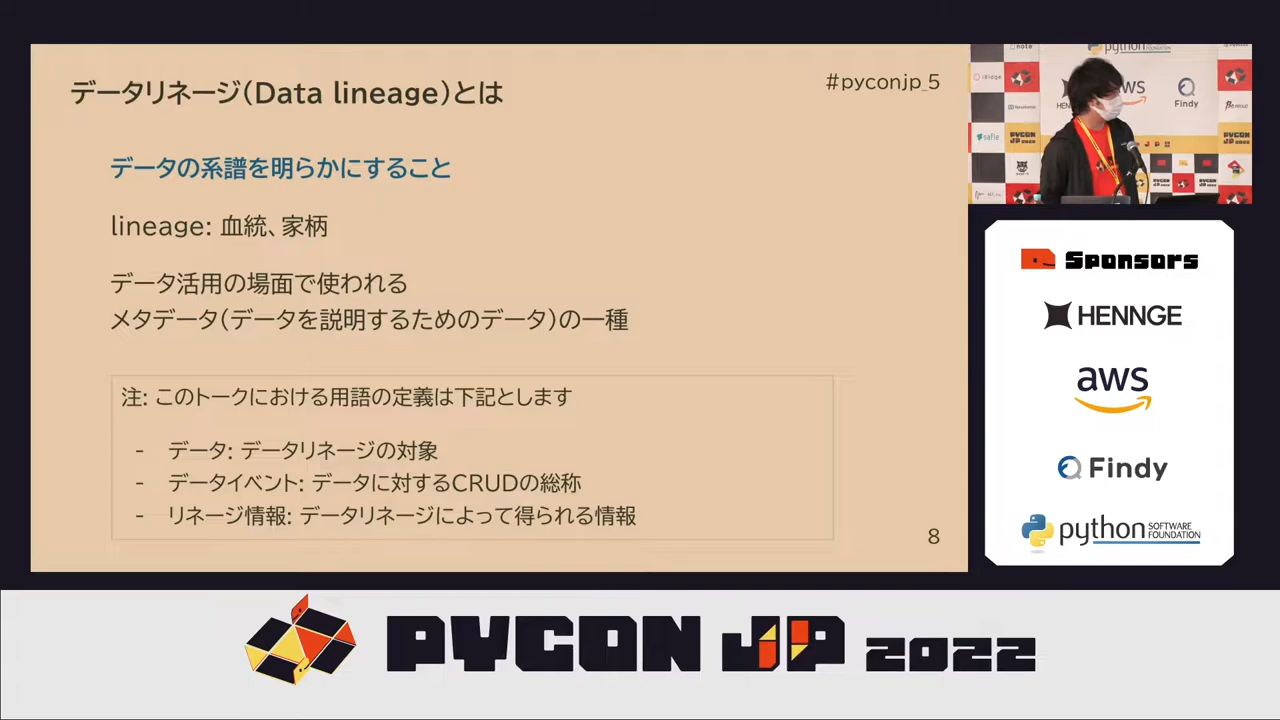 データリネージ(Data lineage)とは
#pyconjp_5
データの系譜を明らかにすること
lineage: 血統、家柄
データ活用の場面で使われる
メタデータ(データを説明するためのデータ)の一種
注: このトークにおける用語の定義は下記とします
- データ: データリネージの対象
- データイベント: データに対するCRUDの総称
- リネージ情報: データリネージによって得られる情報
8
note
python
aws
Findy
safie
PYCON JP 2022
Sponsors
HENNGE
aws
Findy
python SOFTWARE FOUNDATION
PYCON JP 2022